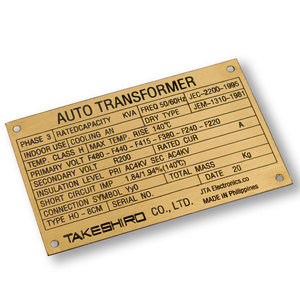 AUTO TRANSFORMER
PHASE 3 RATEDCAPACITY KVA FREQ 50/60Hz JEC-2200-1995
INDOOR USE COOLING AN DRY TYPE JEM-1310-1981
TEMP. CLASS H MAX. TEMP. RISE 140℃
PRIMARY VOLT F480-F440-F415-F380-F240-F220 A
SECONDARY VOLT R200 RATED CUR
INSULATION LEVEL PRI AC4KV SEC AC4KV
SHORT CIRCUIT IMP 1.84/1.94%(140℃)
CONNECTION SYMBOL Yy0 TOTAL MASS 20 Kg
TYPE HO-8CM SER. NO. DATE
TAKESHIRO CO., LTD. JTA Electronics.co
MADE IN Philippines